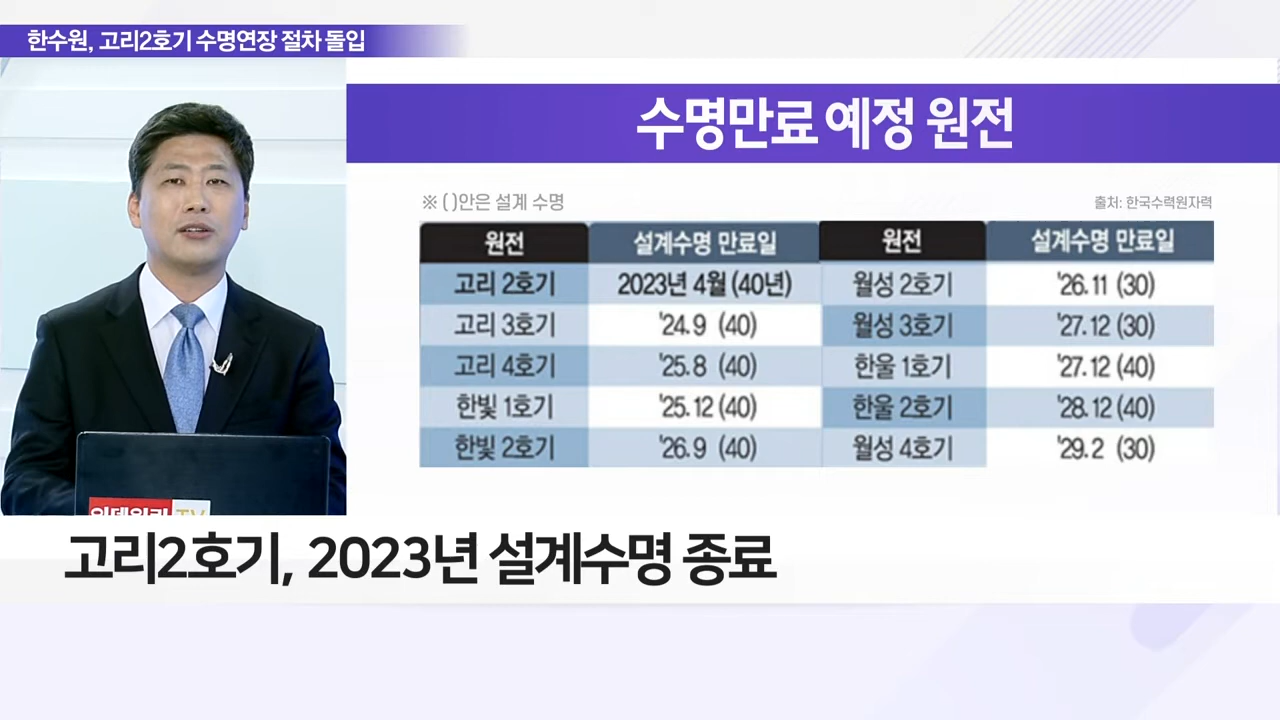 한수원, 고리2호기 수명연장 절차 돌입
수명만료 예정 원전
※ ( )안은 설계 수명
출처: 한국수력원자력
원전 설계수명 만료일 원전 설계수명 만료일
고리 2호기 2023년 4월 (40년) 월성 2호기 '26.11 (30)
고리 3호기 '24.9 (40) 월성 3호기 '27.12 (30)
고리 4호기 '25.8 (40) 한울 1호기 '27.12 (40)
한빛 1호기 '25.12 (40) 한울 2호기 '28.12 (40)
한빛 2호기 '26.9 (40) 월성 4호기 '29.2 (30)
TV
고리2호기, 2023년 설계수명 종료